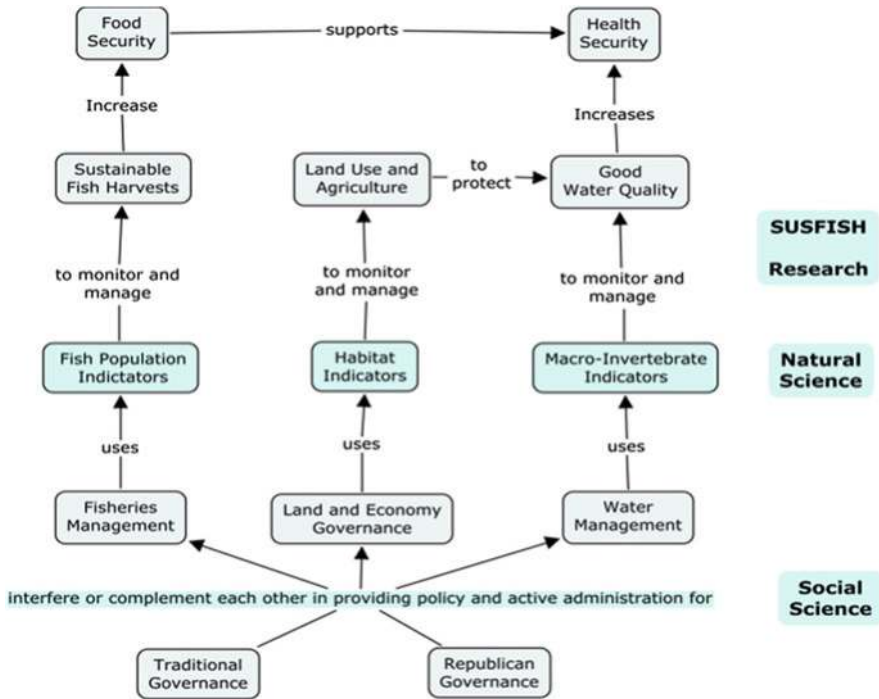 Food
Security
supports
Health
Security
Increase
Increases
Sustainable
Fish Harvests
Land Use and
Agriculture
to
protect
Good
Water Quality
SUSFISH
Research
to monitor and
manage
to monitor
and manage
to monitor and
manage
Fish Population
Indictators
Habitat
Indicators
Macro-Invertebrate
Indicators
Natural
Science
uses
uses
uses
Fisheries
Management
Land and Economy
Governance
Water
Management
interfere or complement each other in providing policy and active administration for
Social
Science
Traditional
Governance
Republican
Governance